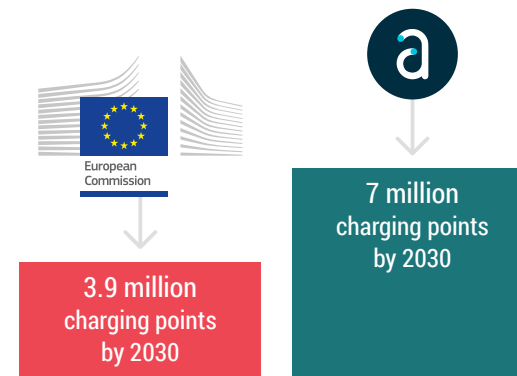 European
Commission
3.9 million
charging points
by 2030
a
7 million
charging points
by 2030